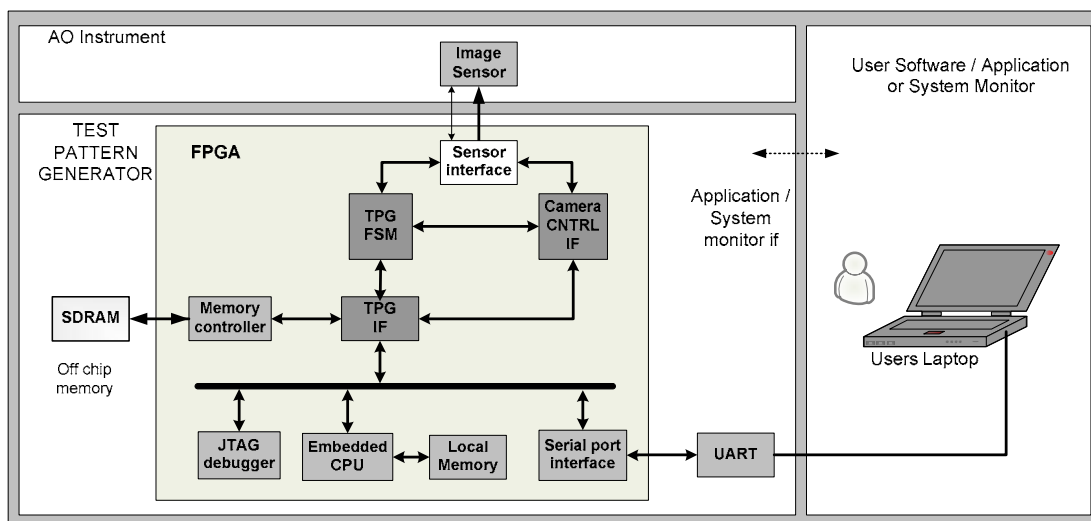 AO Instrument
Image
Sensor
User Software / Application
or System Monitor
TEST
PATTERN
GENERATOR
FPGA
Sensor
interface
TPG
FSM
Camera
CNTRL
IF
Application /
System
monitor if
SDRAM
Memory
controller
TPG
IF
Off chip
memory
Users Laptop
JTAG
debugger
Embedded
CPU
Local
Memory
Serial port
interface
UART